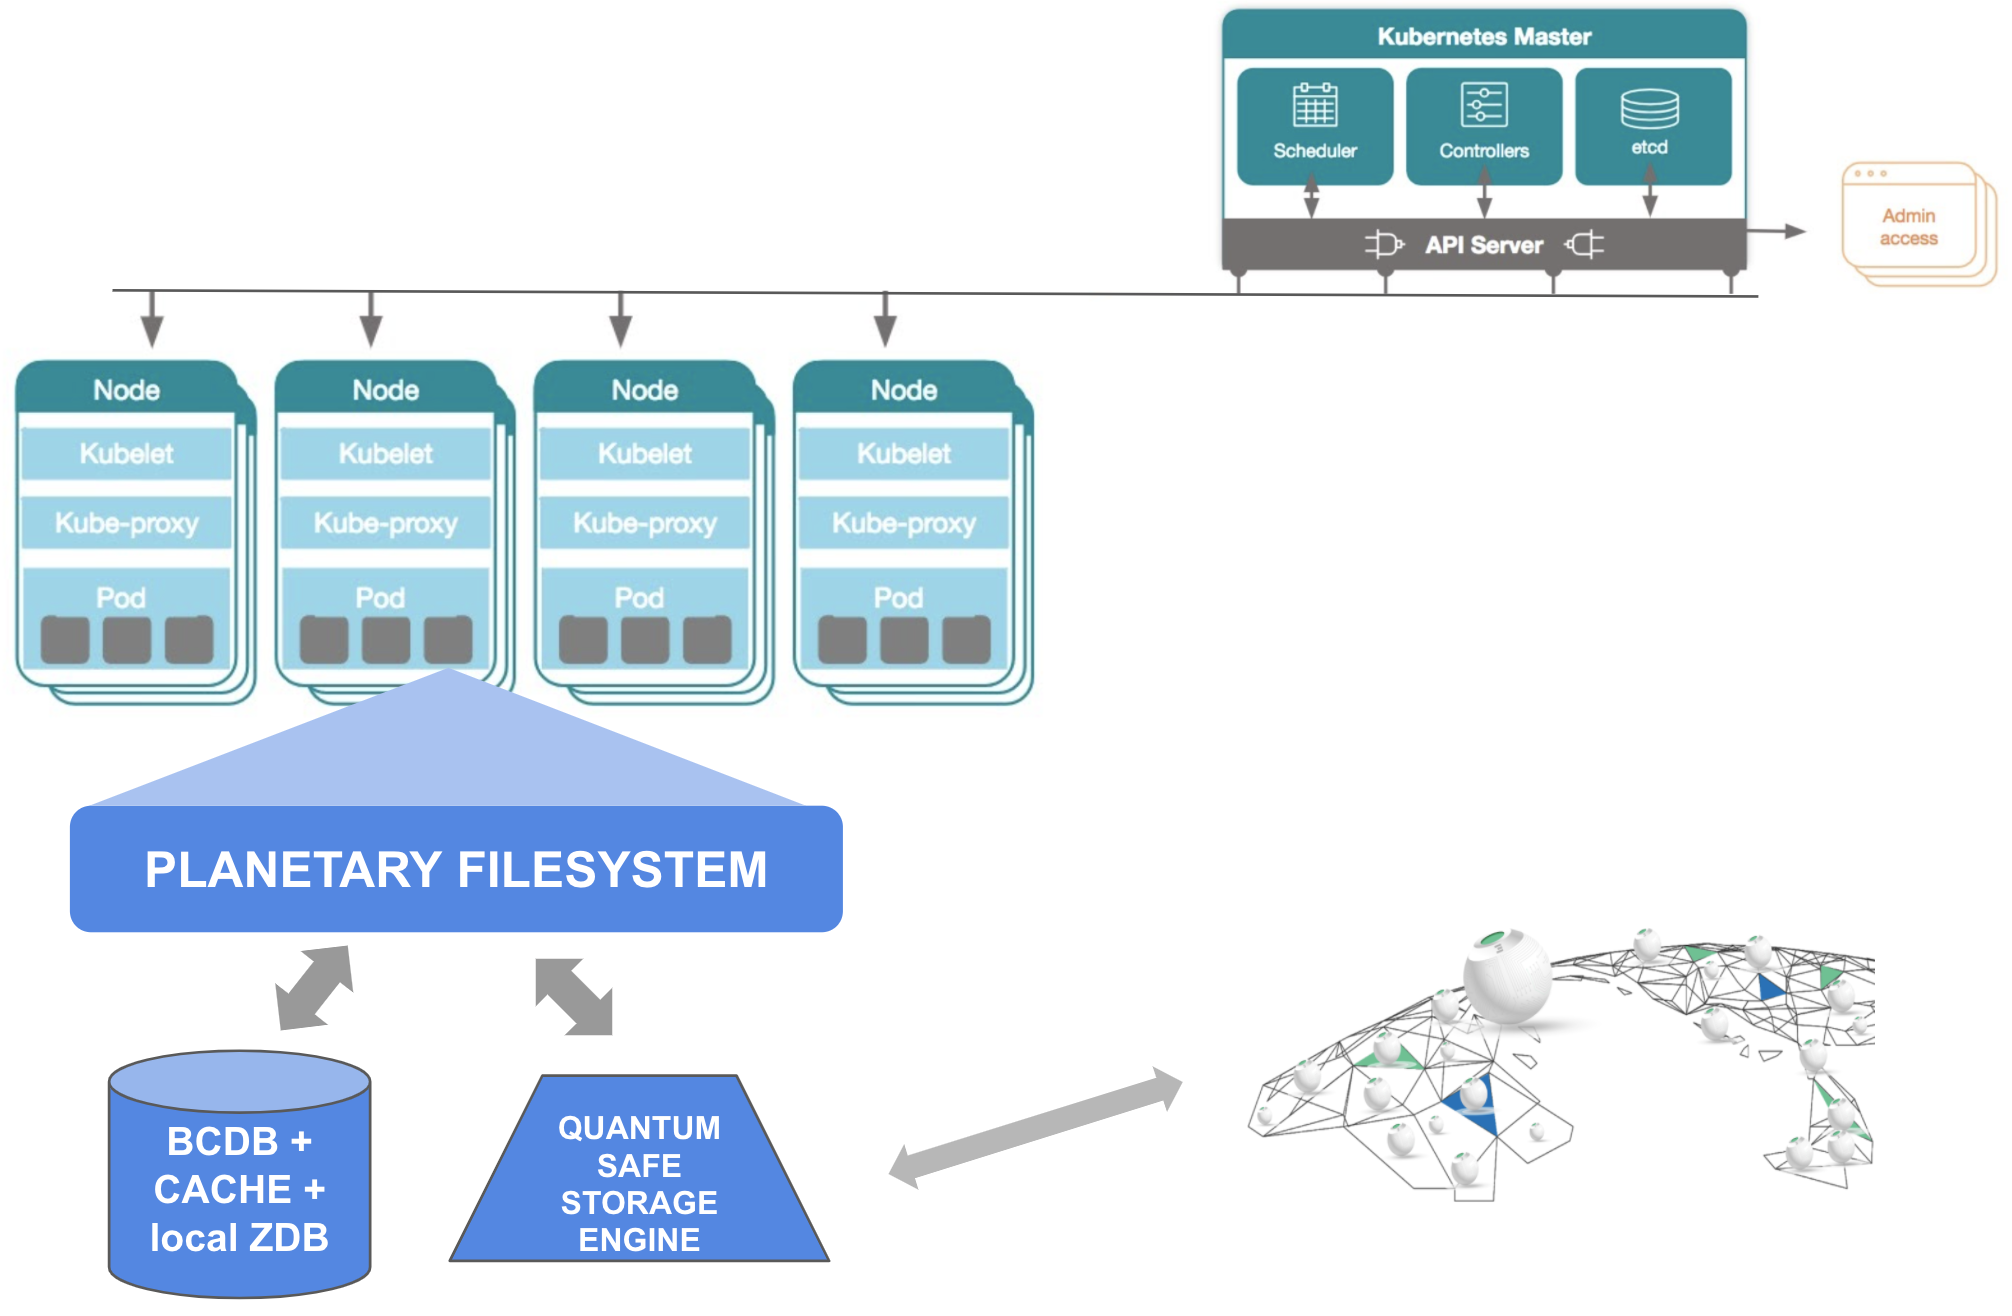 Kubernetes Master
Scheduler
Controllers
etcd
API Server
Admin
access
Node
Kubelet
Kube-proxy
Pod
Node
Kubelet
Kube-proxy
Pod
Node
Kubelet
Kube-proxy
Pod
Node
Kubelet
Kube-proxy
Pod
PLANETARY FILESYSTEM
BCDB +
CACHE +
local ZDB
QUANTUM
SAFE
STORAGE
ENGINE